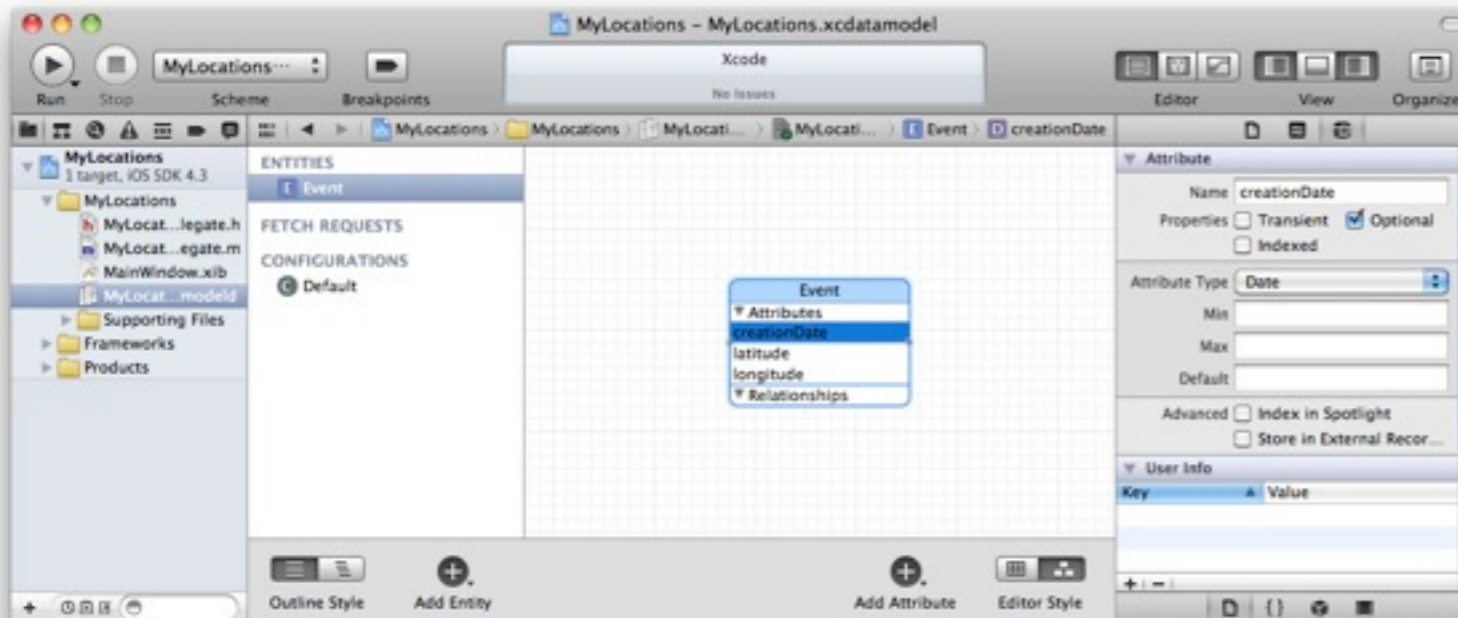 MyLocations – MyLocations.xcdatamodel
MyLocations...
Xcode
No Issues
Run Stop Scheme Breakpoints Editor View Organize
MyLocations MyLocations MyLocati... MyLocati... E Event D creationDate
MyLocations
1 target, iOS SDK 4.3
MyLocations
h MyLocat...legate.h
m MyLocat...egate.m
MainWindow.xib
MyLocat...modeld
Supporting Files
Frameworks
Products
ENTITIES
E Event
FETCH REQUESTS
CONFIGURATIONS
C Default
Event
Attributes
creationDate
latitude
longitude
Relationships
Attribute
Name creationDate
Properties Transient Optional
Indexed
Attribute Type Date
Min
Max
Default
Advanced Index in Spotlight
Store in External Recor...
User Info
Key Value
Outline Style Add Entity Add Attribute Editor Style